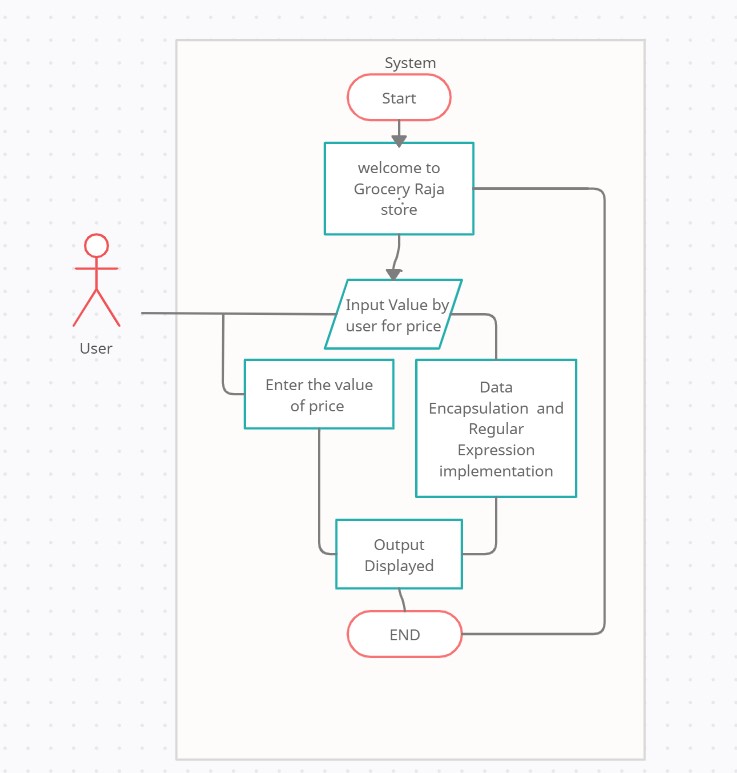 System
Start
welcome to
Grocery Raja
store
Input Value by
user for price
User
Enter the value
of price
Data
Encapsulation and
Regular
Expression
implementation
Output
Displayed
END